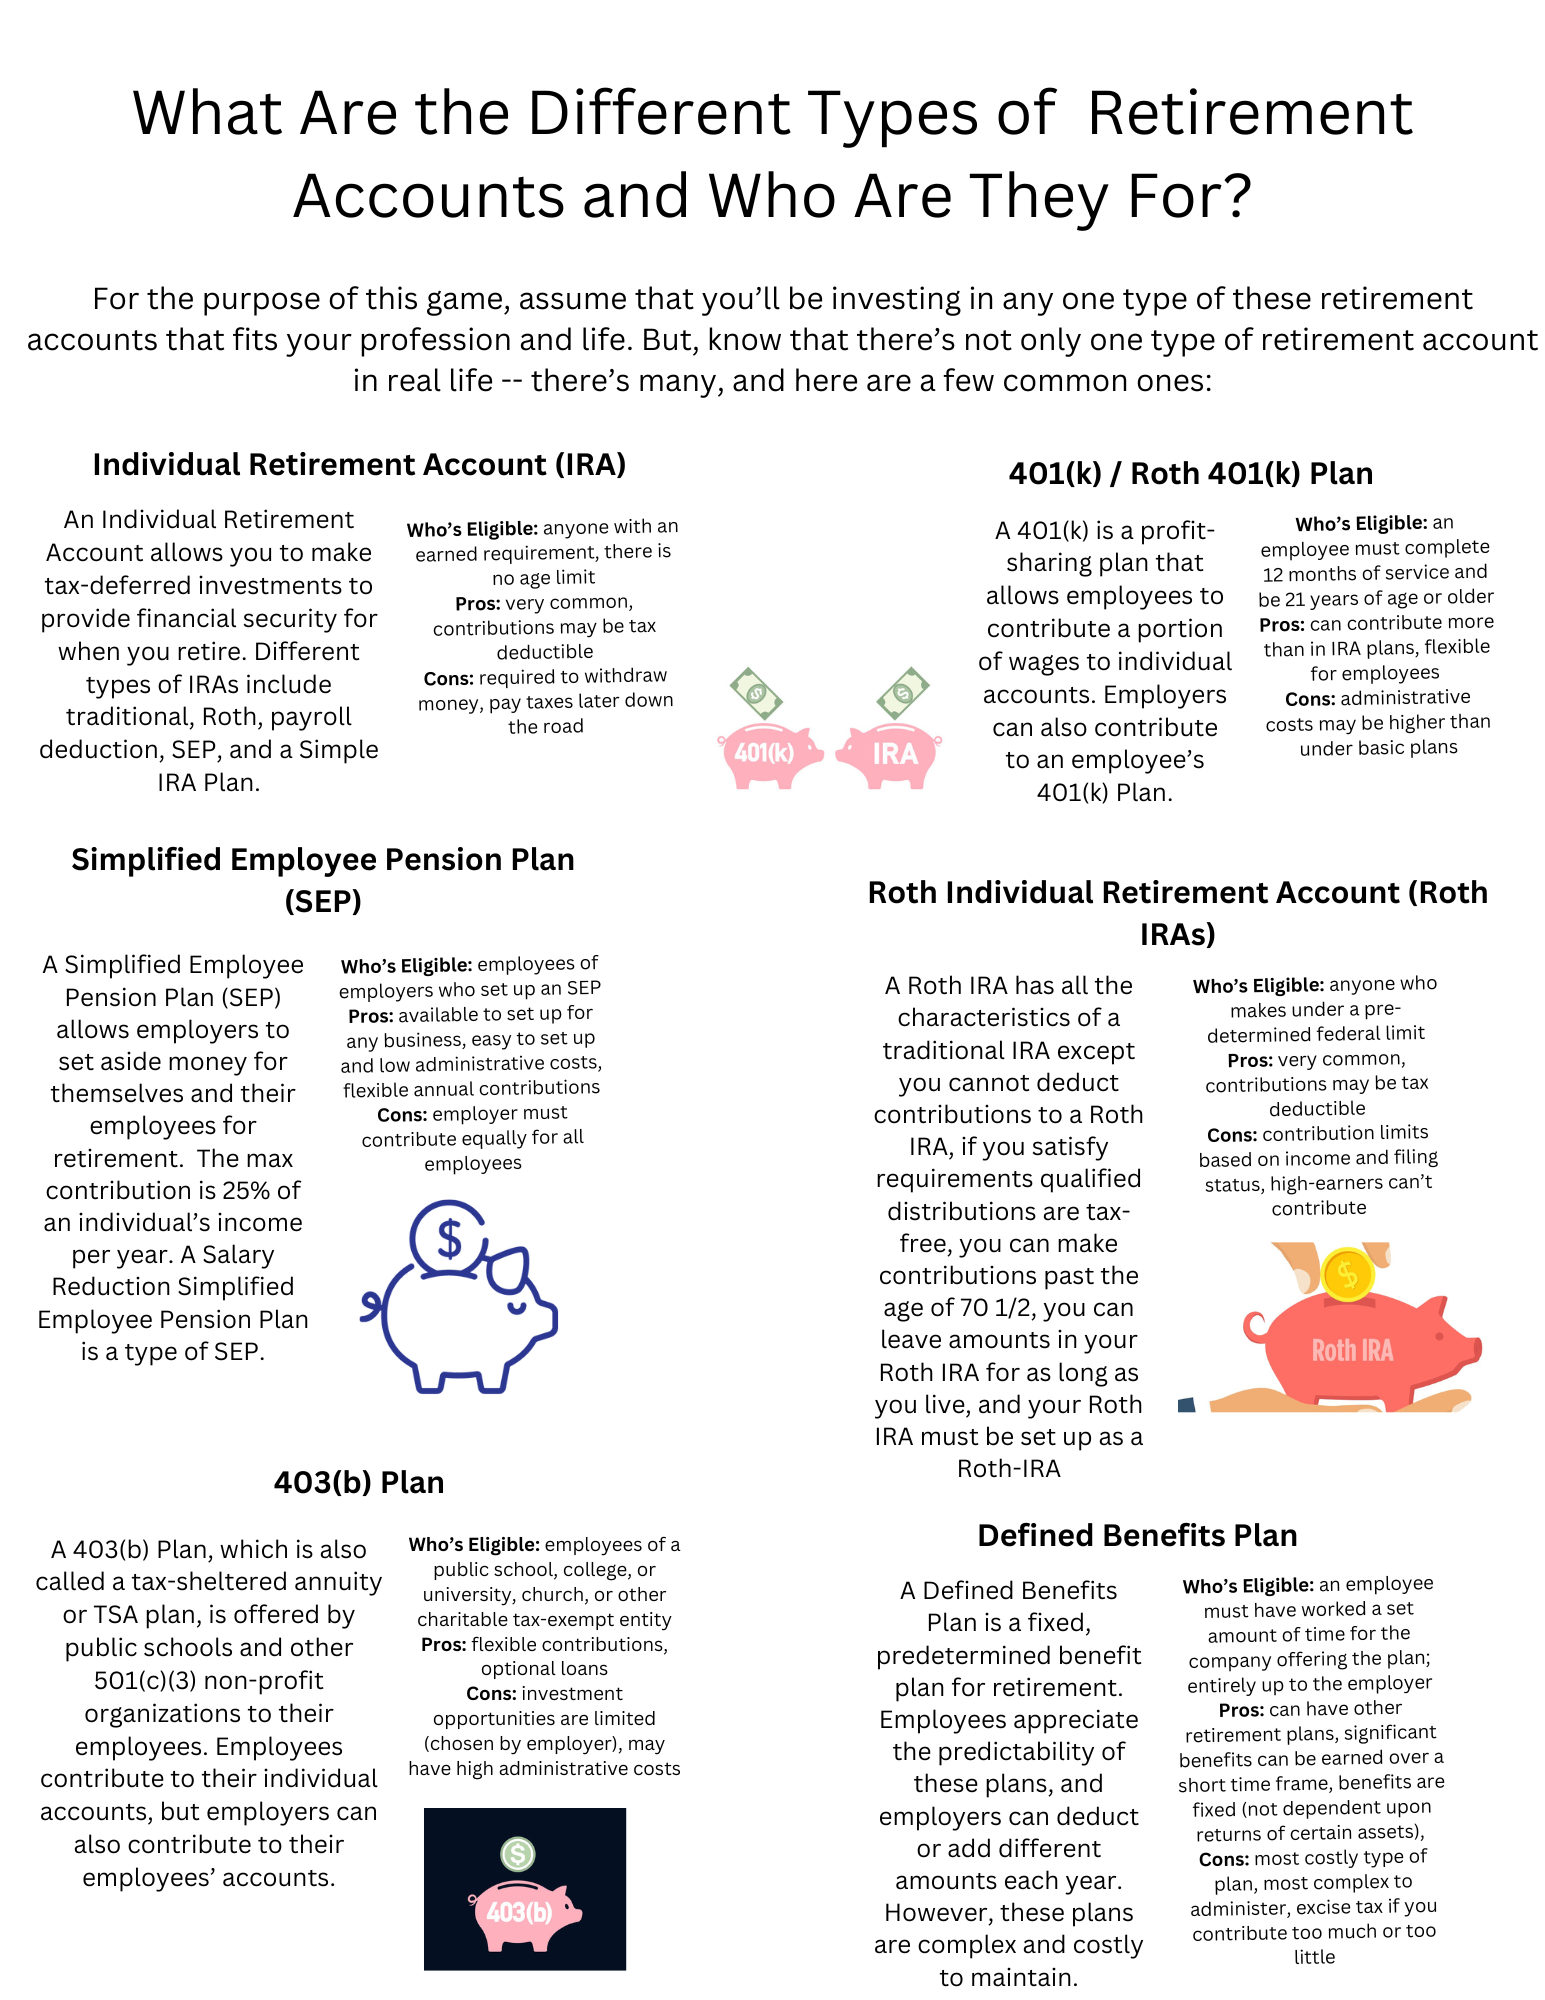 What Are the Different Types of Retirement
Accounts and Who Are They For?
For the purpose of this game, assume that you’ll be investing in any one type of these retirement
accounts that fits your profession and life. But, know that there’s not only one type of retirement account
in real life -- there’s many, and here are a few common ones:
Individual Retirement Account (IRA)
An Individual Retirement
Account allows you to make
tax-deferred investments to
provide financial security for
when you retire. Different
types of IRAs include
traditional, Roth, payroll
deduction, SEP, and a Simple
IRA Plan.
Who’s Eligible: anyone with an
earned requirement, there is
no age limit
Pros: very common,
contributions may be tax
deductible
Cons: required to withdraw
money, pay taxes later down
the road
401(k)
IRA
401(k) / Roth 401(k) Plan
A 401(k) is a profit-
sharing plan that
allows employees to
contribute a portion
of wages to individual
accounts. Employers
can also contribute
to an employee’s
401(k) Plan.
Who’s Eligible: an
employee must complete
12 months of service and
be 21 years of age or older
Pros: can contribute more
than in IRA plans, flexible
for employees
Cons: administrative
costs may be higher than
under basic plans
Simplified Employee Pension Plan
(SEP)
A Simplified Employee
Pension Plan (SEP)
allows employers to
set aside money for
themselves and their
employees for
retirement. The max
contribution is 25% of
an individual’s income
per year. A Salary
Reduction Simplified
Employee Pension Plan
is a type of SEP.
Who’s Eligible: employees of
employers who set up an SEP
Pros: available to set up for
any business, easy to set up
and low administrative costs,
flexible annual contributions
Cons: employer must
contribute equally for all
employees
$
Roth Individual Retirement Account (Roth
IRAs)
A Roth IRA has all the
characteristics of a
traditional IRA except
you cannot deduct
contributions to a Roth
IRA, if you satisfy
requirements qualified
distributions are tax-
free, you can make
contributions past the
age of 70 1/2, you can
leave amounts in your
Roth IRA for as long as
you live, and your Roth
IRA must be set up as a
Roth-IRA
Who’s Eligible: anyone who
makes under a pre-
determined federal limit
Pros: very common,
contributions may be tax
deductible
Cons: contribution limits
based on income and filing
status, high-earners can’t
contribute
$
Roth IRA
403(b) Plan
A 403(b) Plan, which is also
called a tax-sheltered annuity
or TSA plan, is offered by
public schools and other
501(c)(3) non-profit
organizations to their
employees. Employees
contribute to their individual
accounts, but employers can
also contribute to their
employees’ accounts.
Who’s Eligible: employees of a
public school, college, or
university, church, or other
charitable tax-exempt entity
Pros: flexible contributions,
optional loans
Cons: investment
opportunities are limited
(chosen by employer), may
have high administrative costs
$
403(b)
Defined Benefits Plan
A Defined Benefits
Plan is a fixed,
predetermined benefit
plan for retirement.
Employees appreciate
the predictability of
these plans, and
employers can deduct
or add different
amounts each year.
However, these plans
are complex and costly
to maintain.
Who’s Eligible: an employee
must have worked a set
amount of time for the
company offering the plan;
entirely up to the employer
Pros: can have other
retirement plans, significant
benefits can be earned over a
short time frame, benefits are
fixed (not dependent upon
returns of certain assets),
Cons: most costly type of
plan, most complex to
administer, excise tax if you
contribute too much or too
little